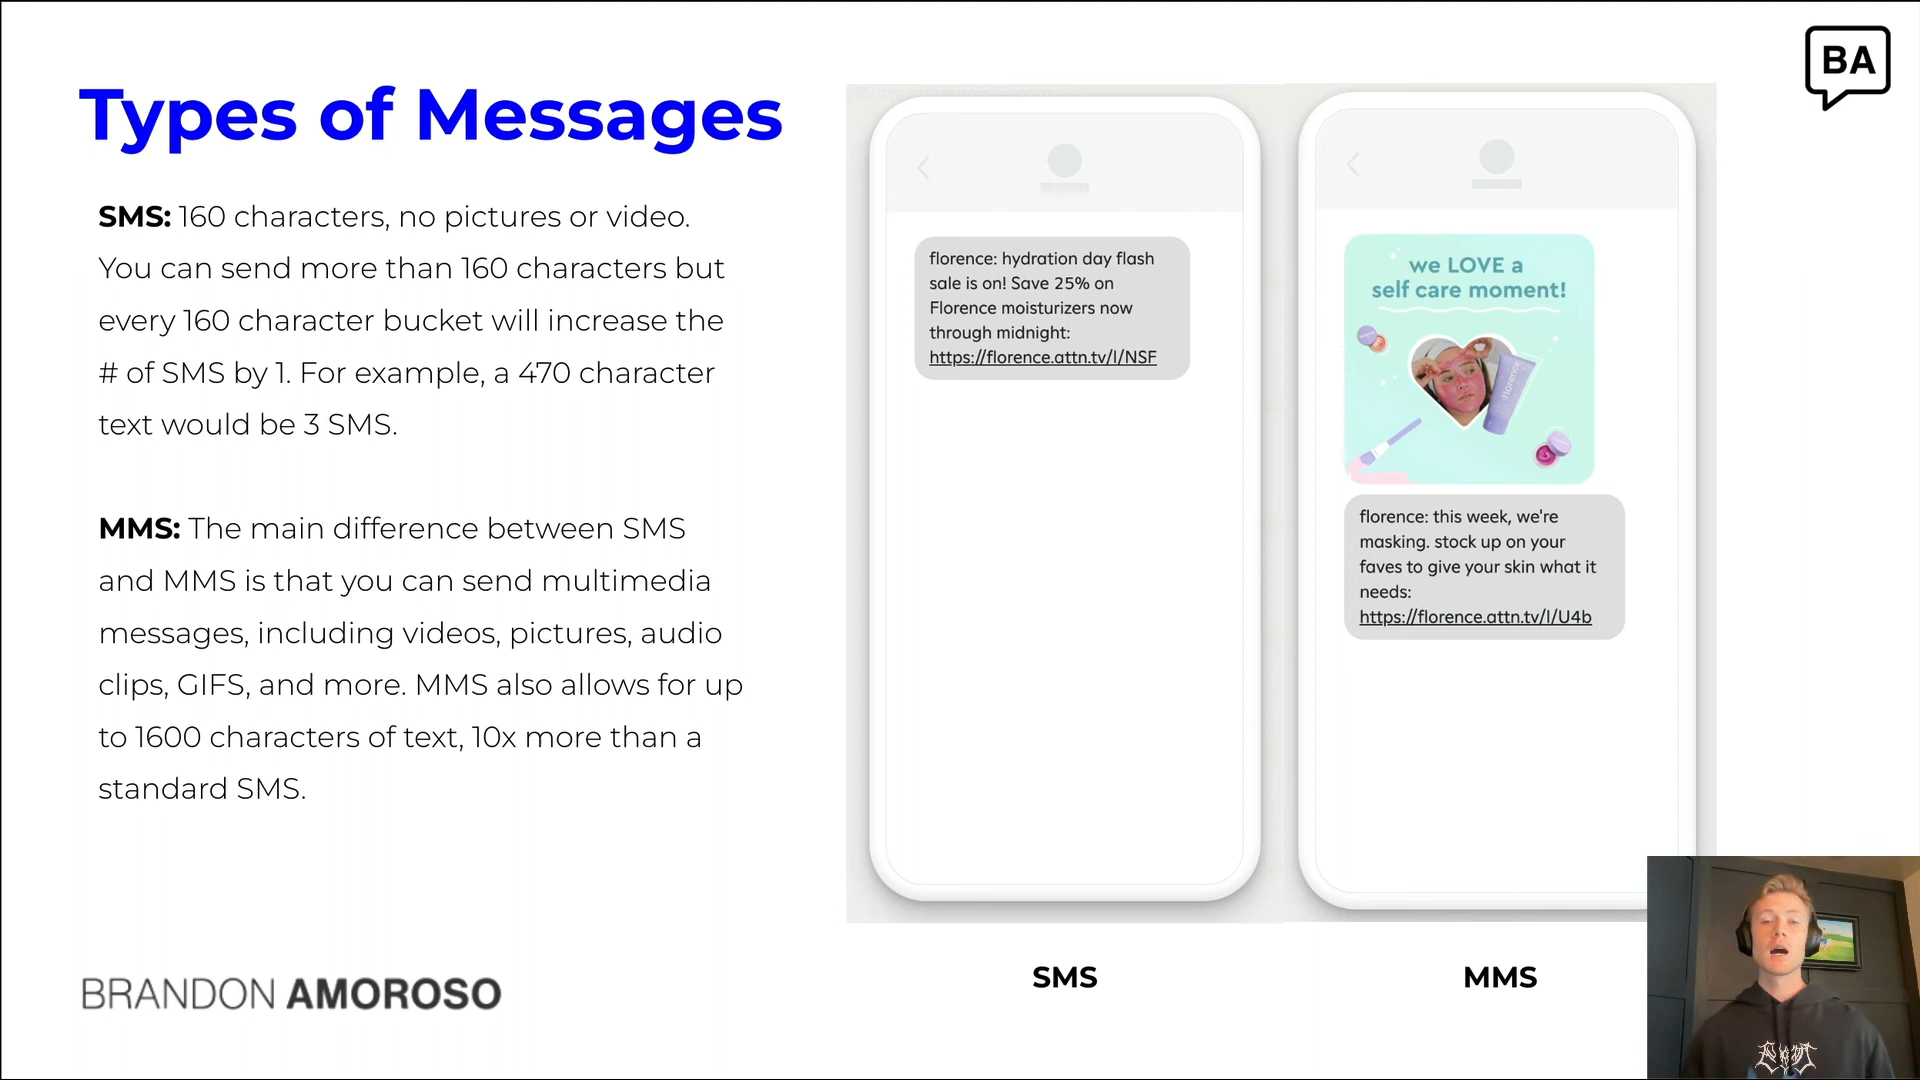 BA
Types of Messages
SMS: 160 characters, no pictures or video.
You can send more than 160 characters but
every 160 character bucket will increase the
# of SMS by 1. For example, a 470 character
text would be 3 SMS.
MMS: The main difference between SMS
and MMS is that you can send multimedia
messages, including videos, pictures, audio
clips, GIFS, and more. MMS also allows for up
to 1600 characters of text, 10x more than a
standard SMS.
florence: hydration day flash
sale is on! Save 25% on
Florence moisturizers now
through midnight:
https://florence.attn.tv/l/NSF
we LOVE a
self care moment!
florence
florence: this week, we're
masking. stock up on your
faves to give your skin what it
needs:
https://florence.attn.tv/l/U4b
SMS
MMS
BRANDON AMOROSO